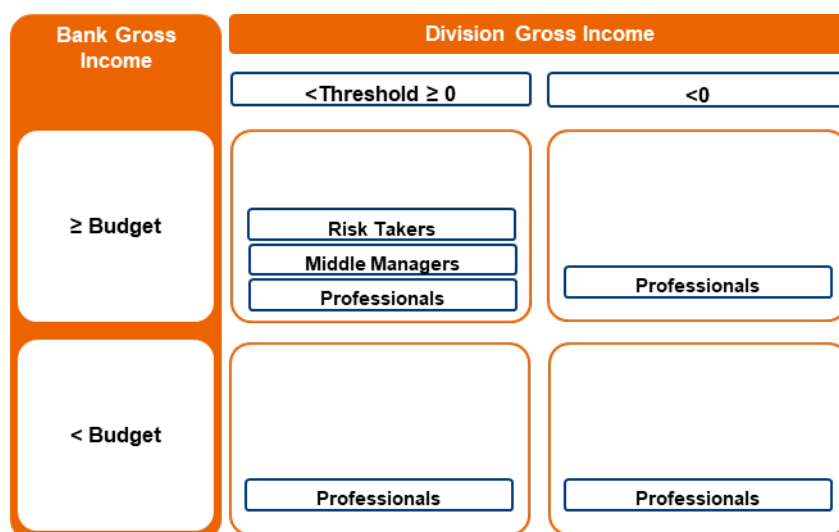 Bank Gross
Income
Division Gross Income
<Threshold ≥ 0
<0
≥ Budget
Risk Takers
Middle Managers
Professionals
Professionals
< Budget
Professionals
Professionals